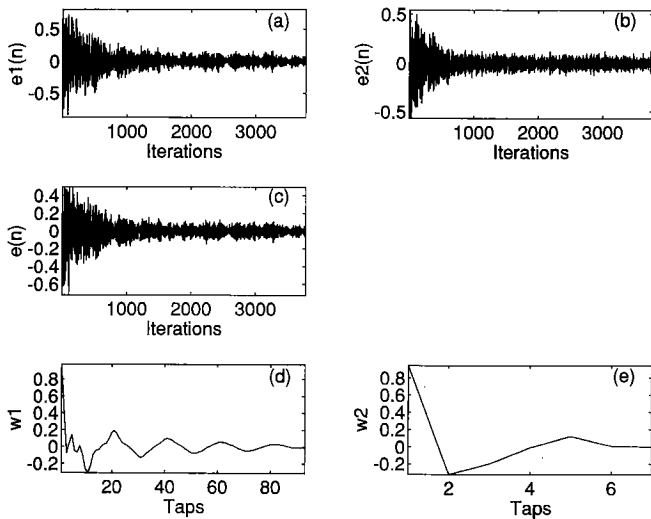 (a)
e1(n)
0.5
0
-0.5
1000 2000 3000
Iterations
(b)
e2(n)
0.5
0
-0.5
1000 2000 3000
Iterations
(c)
e(n)
0.4
0.2
0
-0.2
-0.4
-0.6
1000 2000 3000
Iterations
(d)
w1
0.8
0.6
0.4
0.2
0
-0.2
20 40 60 80
Taps
(e)
w2
0.8
0.6
0.4
0.2
0
-0.2
2 4 6
Taps